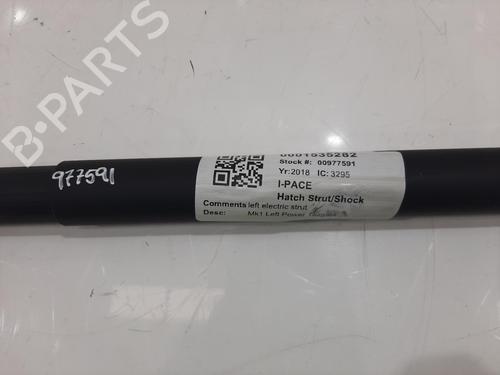 B-PARTS
977591
0001535282
Stock #: 00977591
Yr:2018 IC: 3295
I-PACE
Hatch Strut/Shock
Comments left electric strut
Desc: Mk1 Left Power